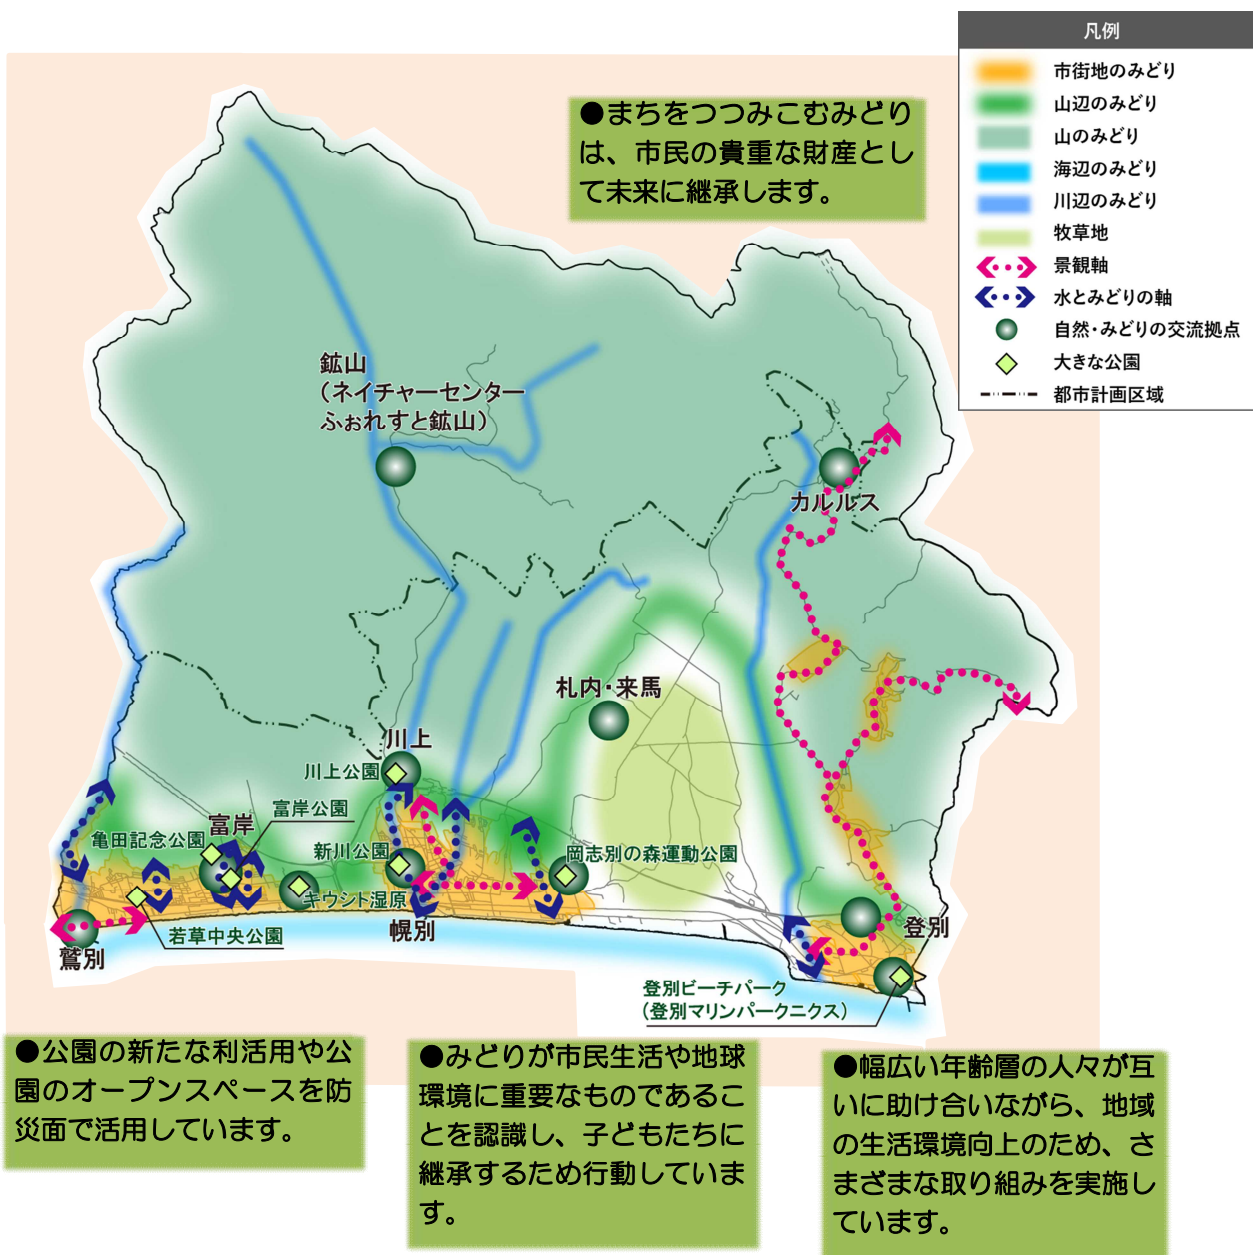 凡例
市街地のみどり
山辺のみどり
山のみどり
海辺のみどり
川辺のみどり
牧草地
景観軸
水とみどりの軸
自然・みどりの交流拠点
大きな公園
都市計画区域
●まちをつつみこむみどり
は、市民の貴重な財産とし
て未来に継承します。
鉱山
（ネイチャーセンター
ふぉれすと鉱山）
カルルス
札内・来馬
川上
川上公園
富岸公園
富岸
亀田記念公園
新川公園
岡志別の森運動公園
キウシト湿原
若草中央公園
幌別
登別
鷲別
登別ビーチパーク
（登別マリンパークニクス）
●公園の新たな利活用や公
園のオープンスペースを防
災面で活用しています。
●みどりが市民生活や地球
環境に重要なものであるこ
とを認識し、子どもたちに
継承するため行動していま
す。
●幅広い年齢層の人々が互
いに助け合いながら、地域
の生活環境向上のため、さ
まざまな取り組みを実施し
ています。